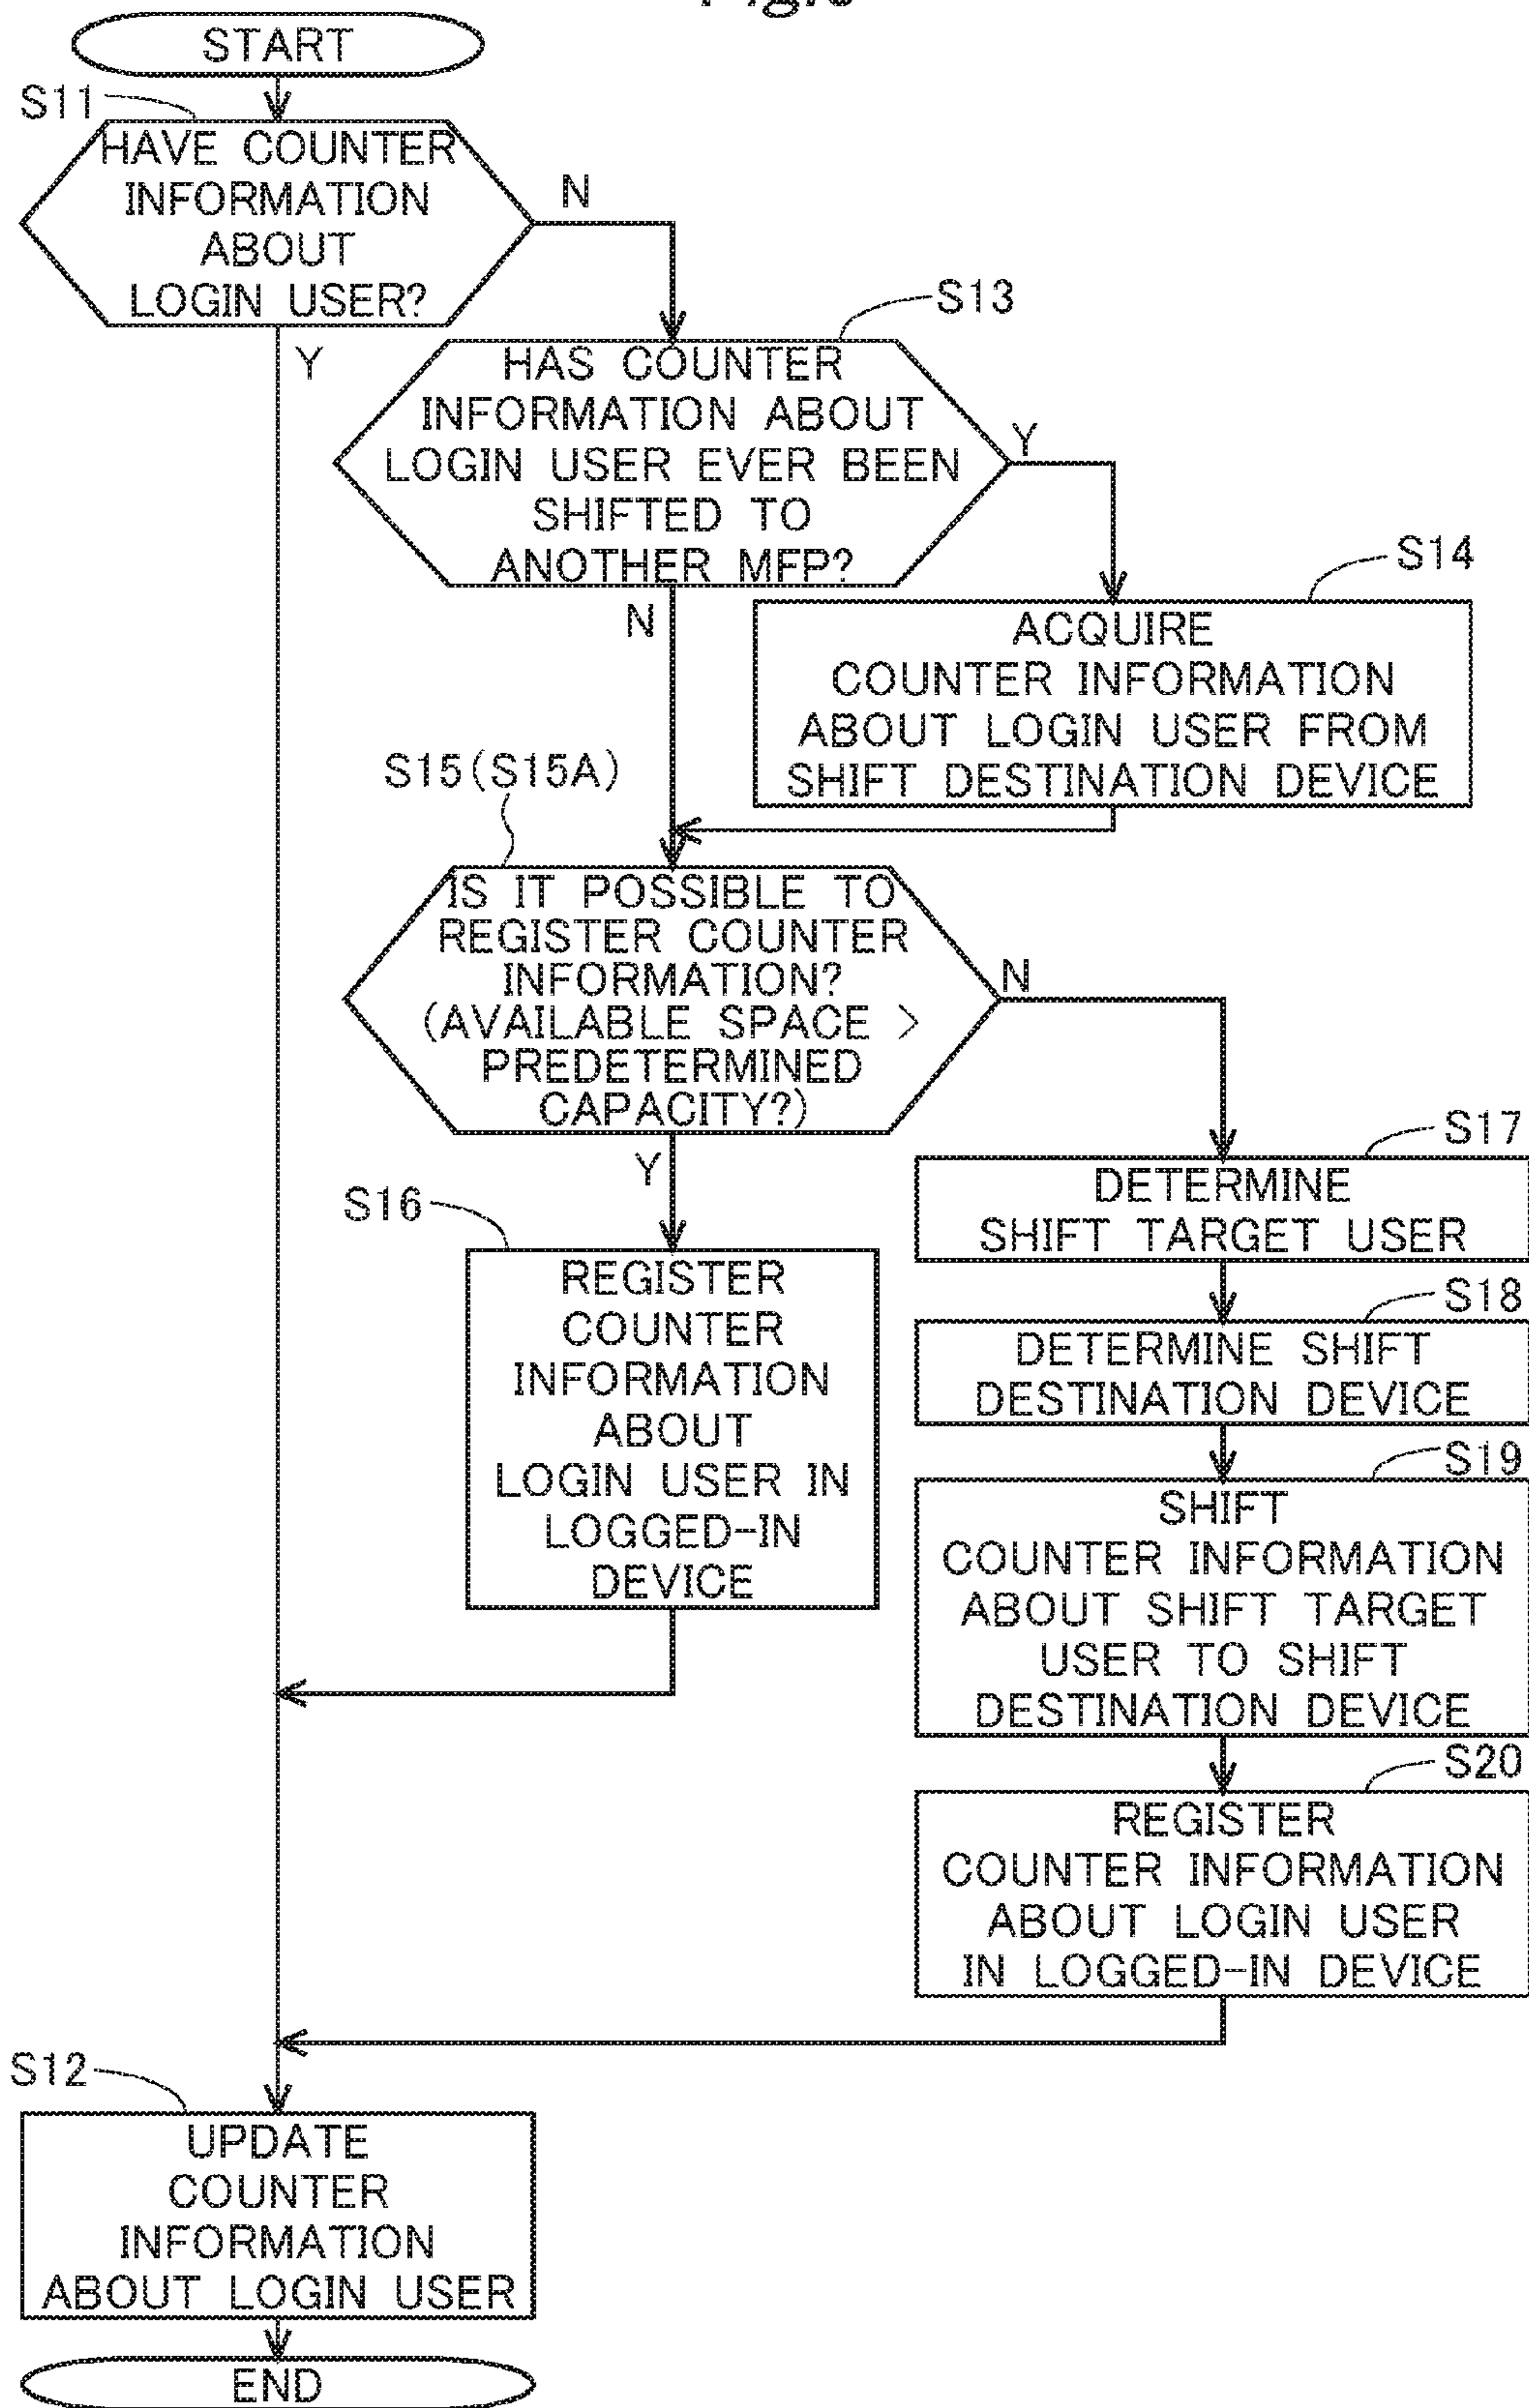 START
S11
HAVE COUNTER
INFORMATION
ABOUT
LOGIN USER?
N
Y
S13
HAS COUNTER
INFORMATION ABOUT
LOGIN USER EVER BEEN
SHIFTED TO
ANOTHER MFP?
Y
N
S14
ACQUIRE
COUNTER INFORMATION
ABOUT LOGIN USER FROM
SHIFT DESTINATION DEVICE
S15(S15A)
IS IT POSSIBLE TO
REGISTER COUNTER
INFORMATION?
(AVAILABLE SPACE >
PREDETERMINED
CAPACITY?)
N
Y
S16
REGISTER
COUNTER
INFORMATION
ABOUT
LOGIN USER IN
LOGGED-IN
DEVICE
S17
DETERMINE
SHIFT TARGET USER
S18
DETERMINE SHIFT
DESTINATION DEVICE
S19
SHIFT
COUNTER INFORMATION
ABOUT SHIFT TARGET
USER TO SHIFT
DESTINATION DEVICE
S20
REGISTER
COUNTER INFORMATION
ABOUT LOGIN USER
IN LOGGED-IN DEVICE
S12
UPDATE
COUNTER
INFORMATION
ABOUT LOGIN USER
END